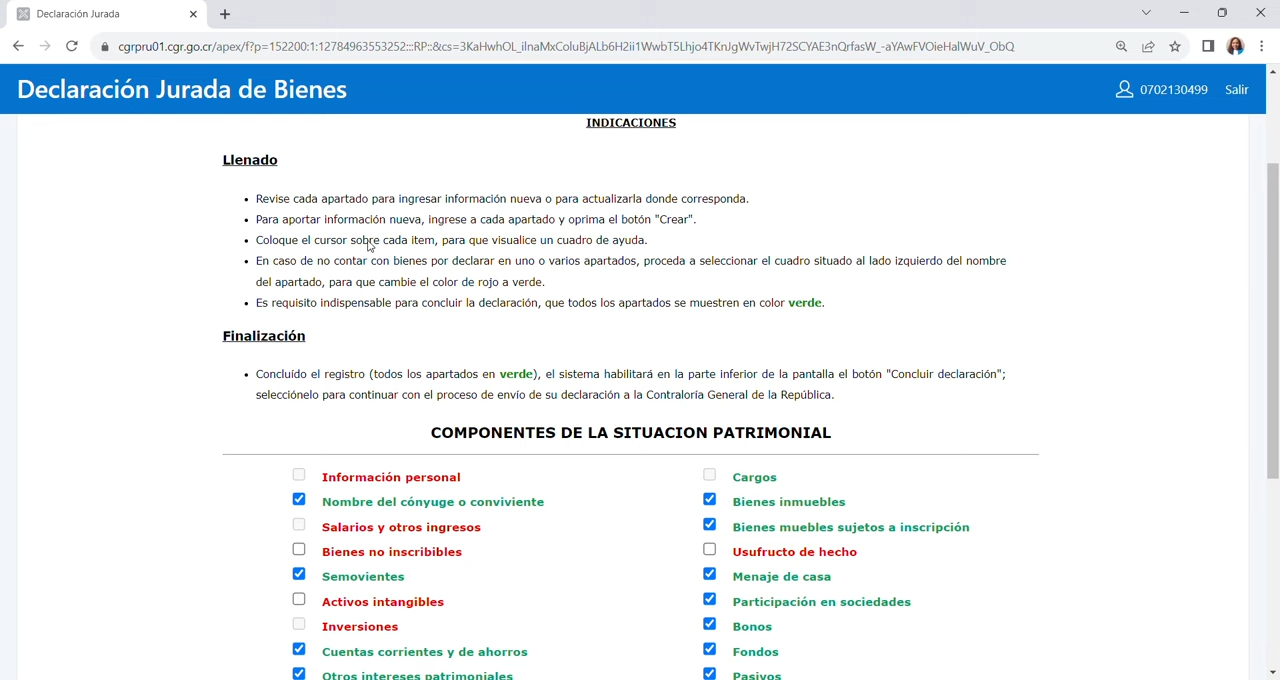 Declaración Jurada
cgrpru01.cgr.go.cr/apex/f?p=152200:1:12784963553252:::RP::&cs=3KaHwhOL_iInaMxColuBjALb6H2ii1WwbT5Lhjo4TKnJgWvTwjH72SCYAE3nQrfasW_-aYAwFVOieHalWuV_ObQ
Declaración Jurada de Bienes
0702130499 Salir
INDICACIONES
Llenado
• Revise cada apartado para ingresar información nueva o para actualizarla donde corresponda.
• Para aportar información nueva, ingrese a cada apartado y oprima el botón "Crear".
• Coloque el cursor sobre cada item, para que visualice un cuadro de ayuda.
• En caso de no contar con bienes por declarar en uno o varios apartados, proceda a seleccionar el cuadro situado al lado izquierdo del nombre
del apartado, para que cambie el color de rojo a verde.
• Es requisito indispensable para concluir la declaración, que todos los apartados se muestren en color verde.
Finalización
• Concluído el registro (todos los apartados en verde), el sistema habilitará en la parte inferior de la pantalla el botón "Concluir declaración";
selecciónelo para continuar con el proceso de envío de su declaración a la Contraloría General de la República.
COMPONENTES DE LA SITUACION PATRIMONIAL
Información personal Cargos
Nombre del cónyuge o conviviente Bienes inmuebles
Salarios y otros ingresos Bienes muebles sujetos a inscripción
Bienes no inscribibles Usufructo de hecho
Semovientes Menaje de casa
Activos intangibles Participación en sociedades
Inversiones Bonos
Cuentas corrientes y de ahorros Fondos
Otros intereses patrimoniales Pasivos